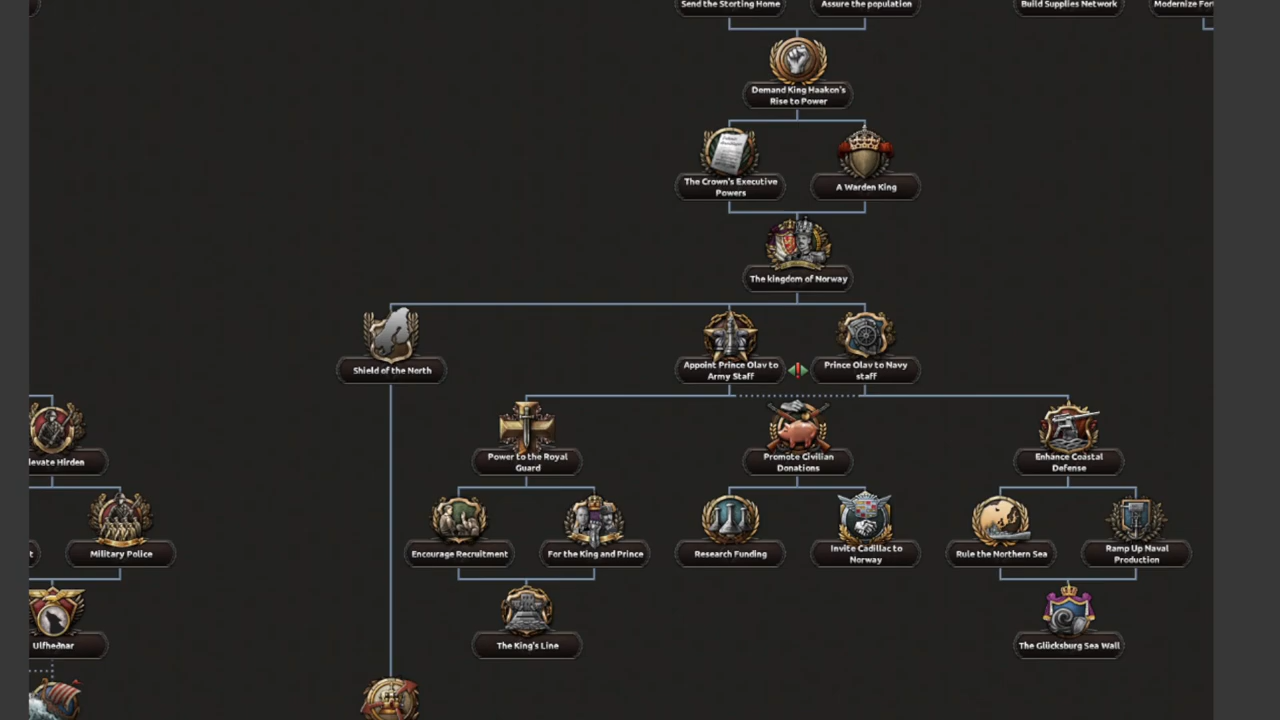 Send the Starting Home
Assure the population
Build Supplies Network
Demand King Haakon's
Rise to Power
The Crown's Executive
Powers
A Warden King
The kingdom of Norway
Shield of the North
Appoint Prince Olav to
Army Staff
Prince Olav to Navy
staff
Power to the Royal
Guard
Promote Civilian
Donations
Enhance Coastal
Defense
Military Police
Encourage Recruitment
For the King and Prince
Research Funding
Invite Cadillac to
Norway
Rule the Northern Sea
Ramp Up Naval
Production
Ulfheðnar
The King's Line
The Glücksburg Sea Wall